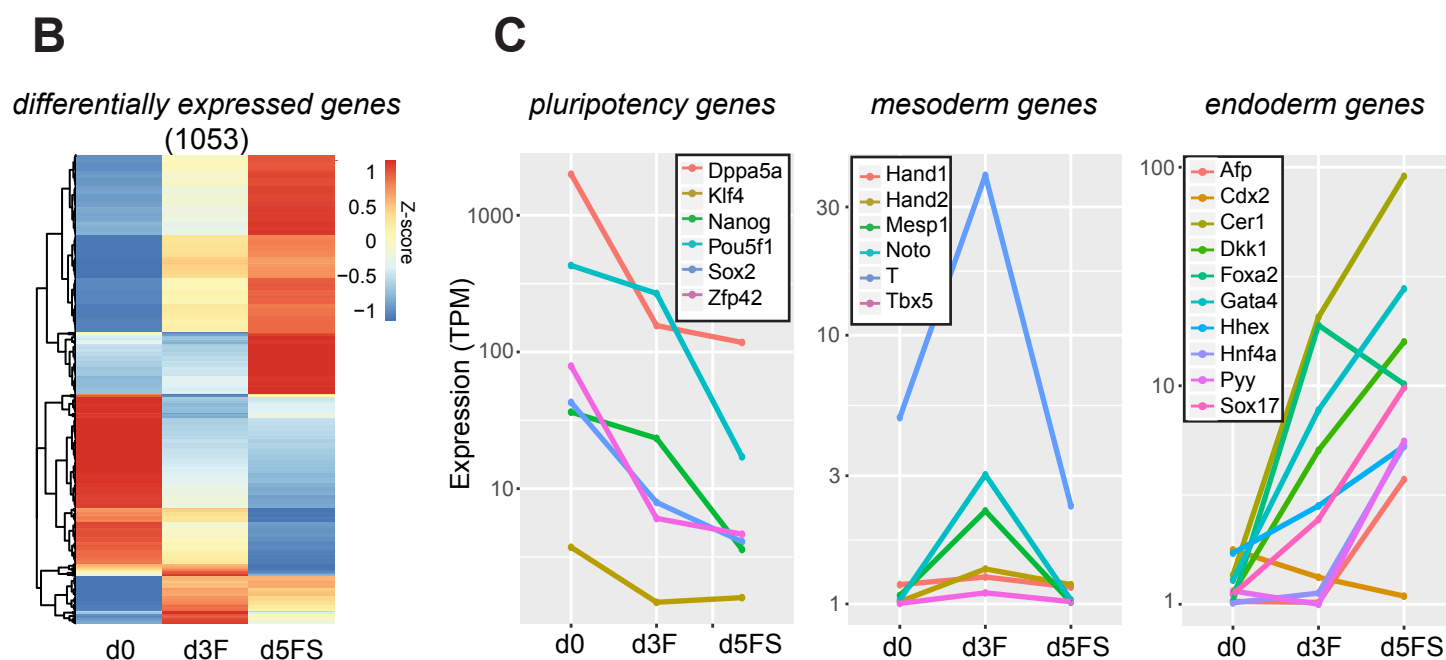 B
C
differentially expressed genes
(1053)
1
0.5
0
−0.5
−1
Z-score
d0 d3F d5FS
pluripotency genes
Expression (TPM)
1000
100
10
Dppa5a
Klf4
Nanog
Pou5f1
Sox2
Zfp42
d0 d3F d5FS
mesoderm genes
30
10
3
1
Hand1
Hand2
Mesp1
Noto
T
Tbx5
d0 d3F d5FS
endoderm genes
100
10
1
Afp
Cdx2
Cer1
Dkk1
Foxa2
Gata4
Hhex
Hnf4a
Pyy
Sox17
d0 d3F d5FS